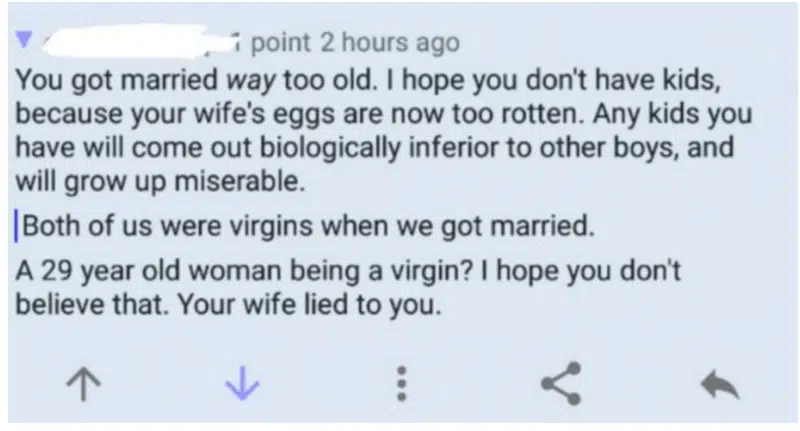 1 point 2 hours ago
You got married way too old. I hope you don't have kids,
because your wife's eggs are now too rotten. Any kids you
have will come out biologically inferior to other boys, and
will grow up miserable.
Both of us were virgins when we got married.
A 29 year old woman being a virgin? I hope you don't
believe that. Your wife lied to you.